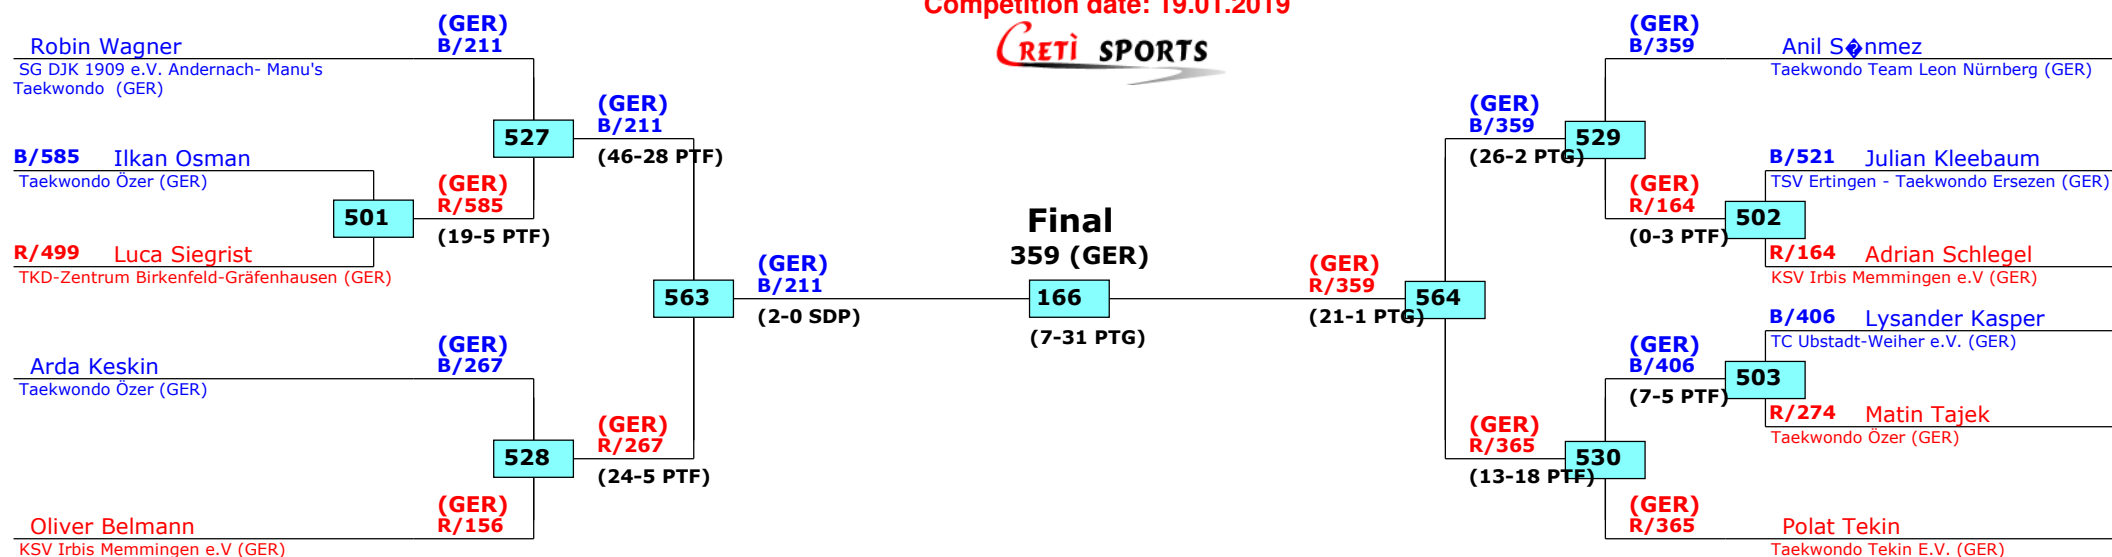 Competition date: 19.01.2019
CRETÌ SPORTS
(GER)
B/211
Robin Wagner
SG DJK 1909 e.V. Andernach- Manu's
Taekwondo (GER)
527
(GER)
B/211
(46-28 PTF)
B/585 Ilkan Osman
Taekwondo Özer (GER)
501
(GER)
R/585
(19-5 PTF)
R/499 Luca Siegrist
TKD-Zentrum Birkenfeld-Gräfenhausen (GER)
563
(GER)
B/211
(2-0 SDP)
(GER)
B/267
Arda Keskin
Taekwondo Özer (GER)
528
(GER)
R/267
(24-5 PTF)
(GER)
R/156
Oliver Belmann
KSV Irbis Memmingen e.V (GER)
Final
359 (GER)
166
(7-31 PTG)
(GER)
R/359
(21-1 PTG)
564
(GER)
B/359
(26-2 PTG)
529
(GER)
B/359
Anil S�nmez
Taekwondo Team Leon Nürnberg (GER)
B/521 Julian Kleebaum
TSV Ertingen - Taekwondo Ersezen (GER)
(GER)
R/164
(0-3 PTF)
502
R/164 Adrian Schlegel
KSV Irbis Memmingen e.V (GER)
B/406 Lysander Kasper
TC Ubstadt-Weiher e.V. (GER)
(GER)
B/406
(7-5 PTF)
503
R/274 Matin Tajek
Taekwondo Özer (GER)
(GER)
R/365
(13-18 PTF)
530
(GER)
R/365
Polat Tekin
Taekwondo Tekin E.V. (GER)